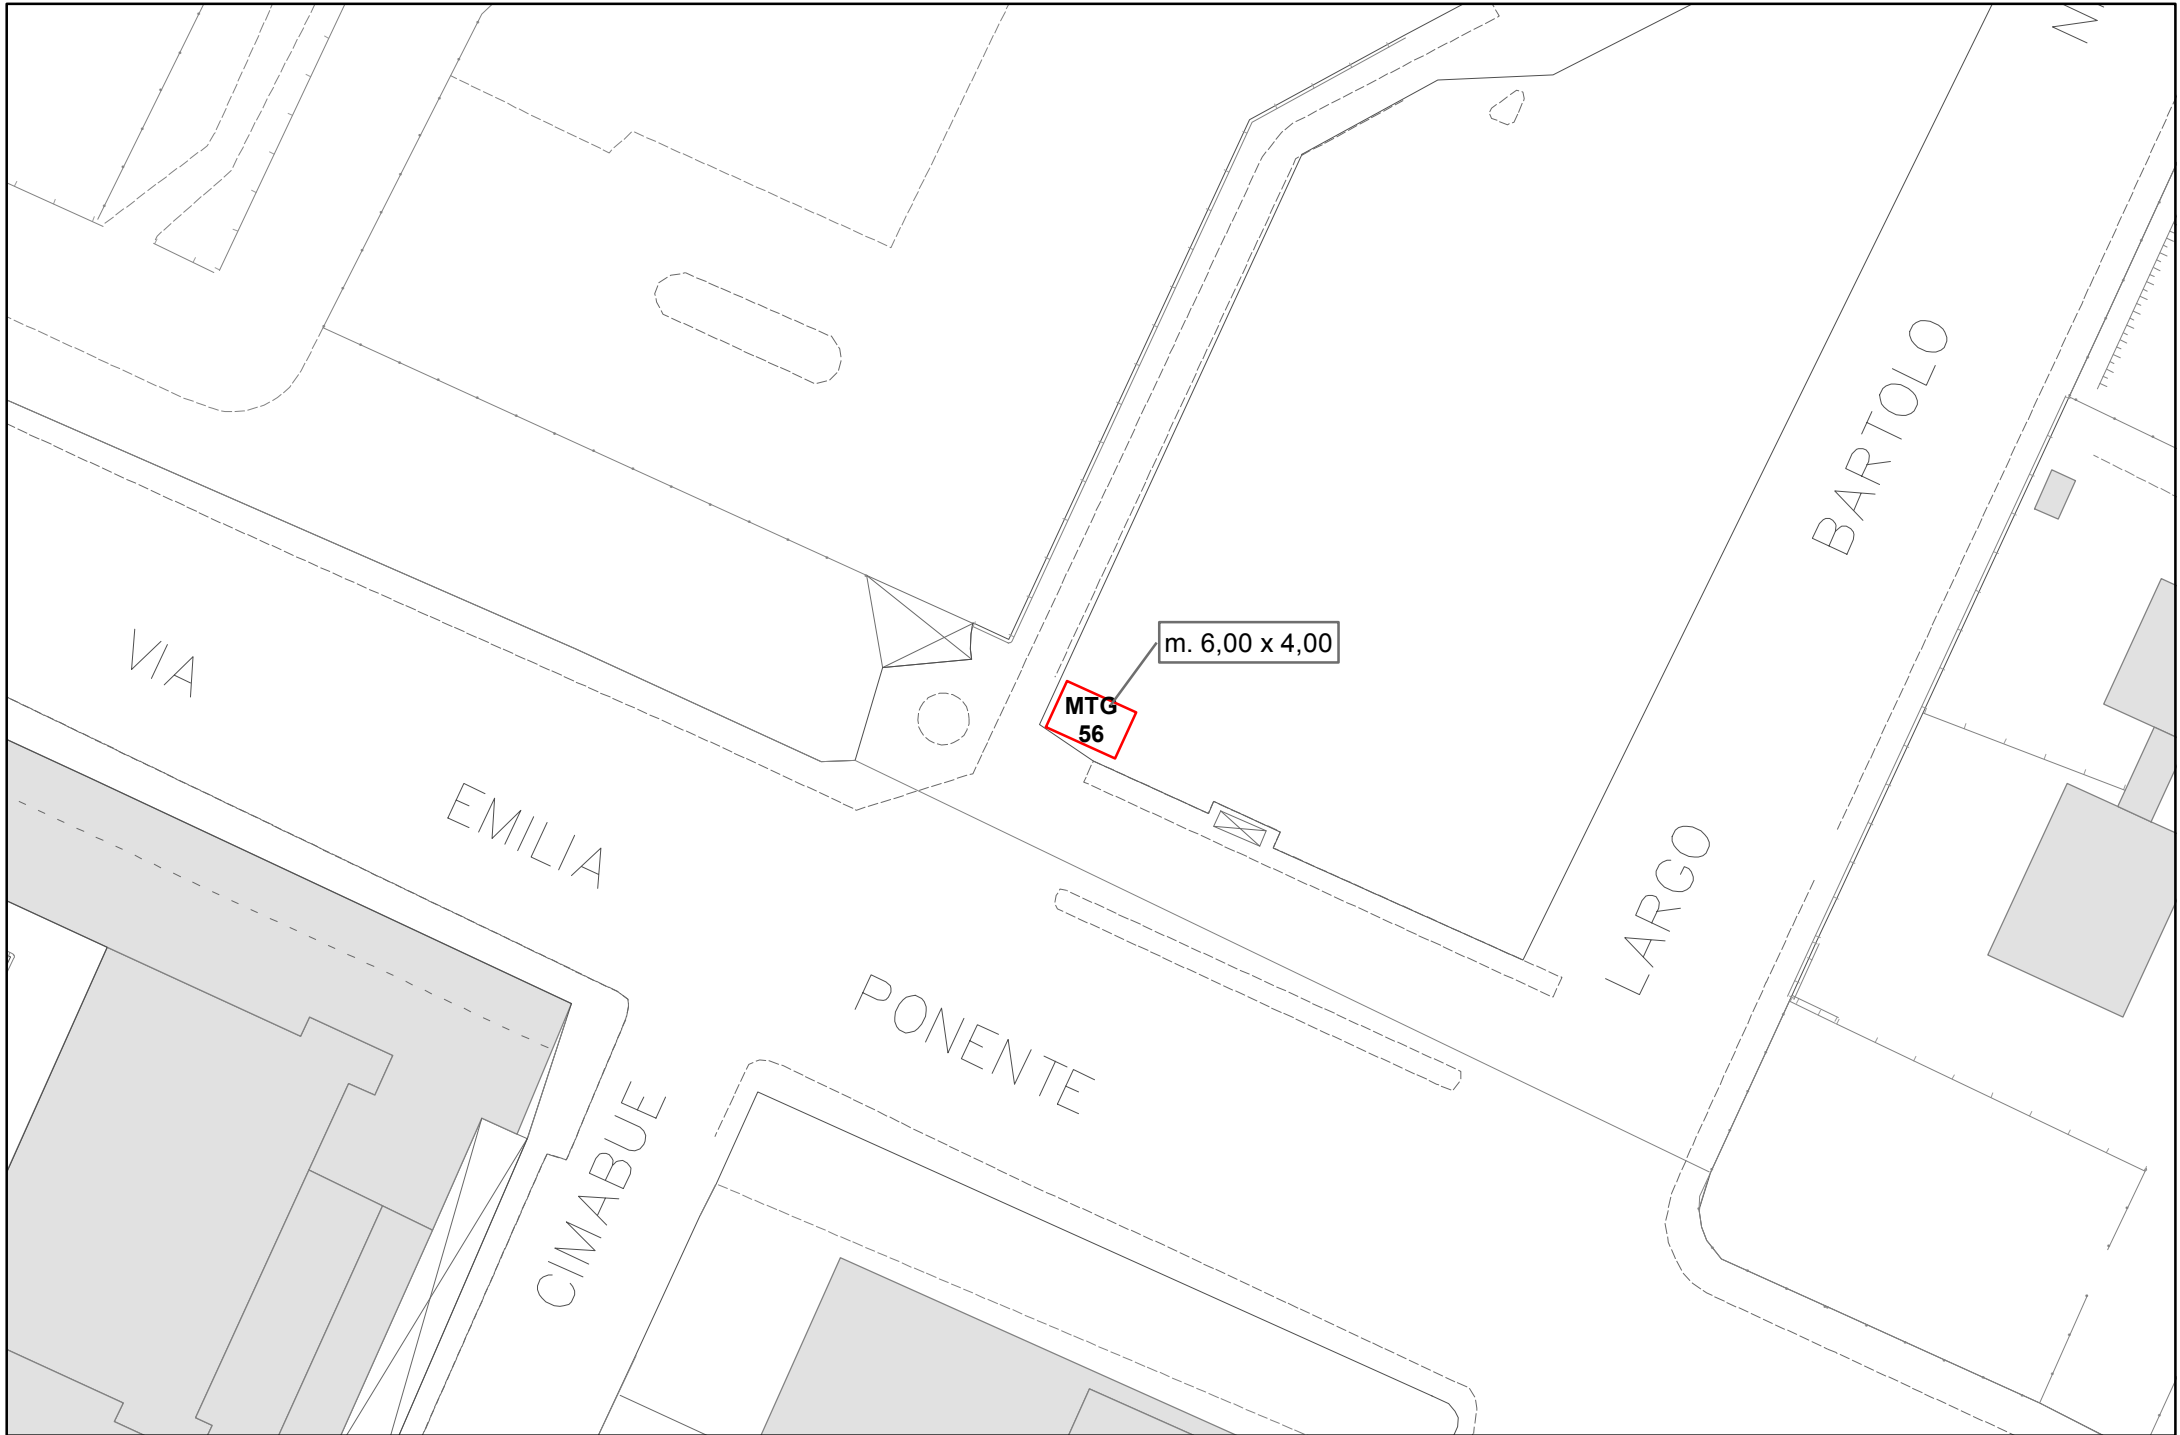 BARTOLO
m. 6,00 x 4,00
VIA
MTG
56
EMILIA
LARGO
PONENTE
CIMABUE